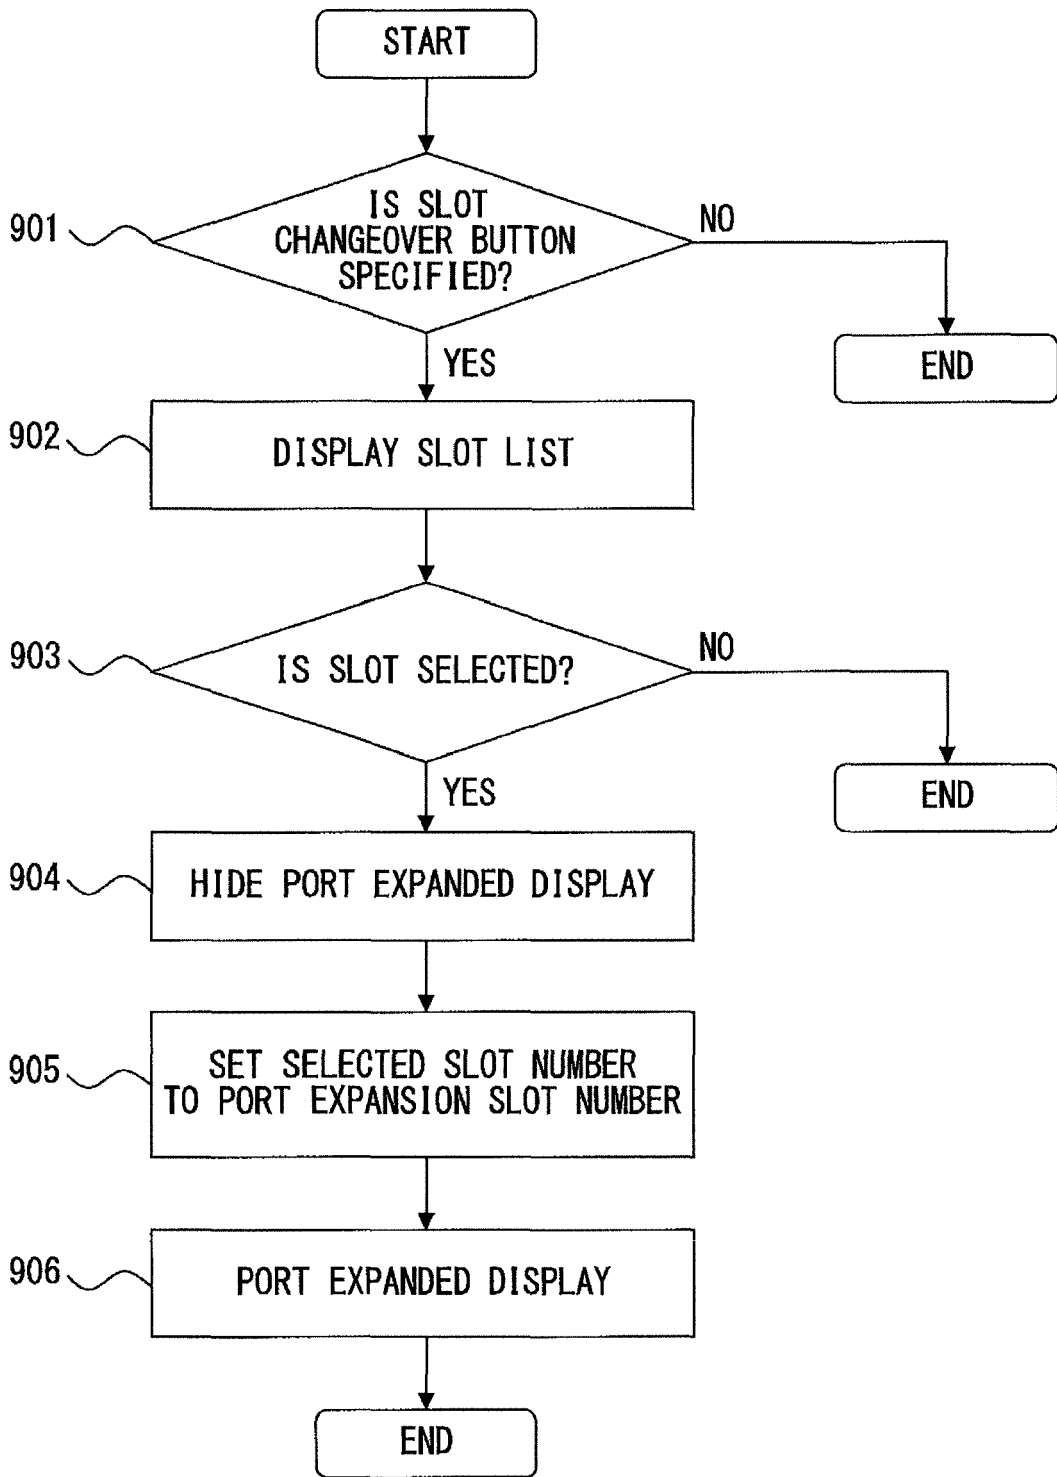 START
901
IS SLOT
CHANGEOVER BUTTON
SPECIFIED?
NO
END
YES
902
DISPLAY SLOT LIST
903
IS SLOT SELECTED?
NO
END
YES
904
HIDE PORT EXPANDED DISPLAY
905
SET SELECTED SLOT NUMBER
TO PORT EXPANSION SLOT NUMBER
906
PORT EXPANDED DISPLAY
END